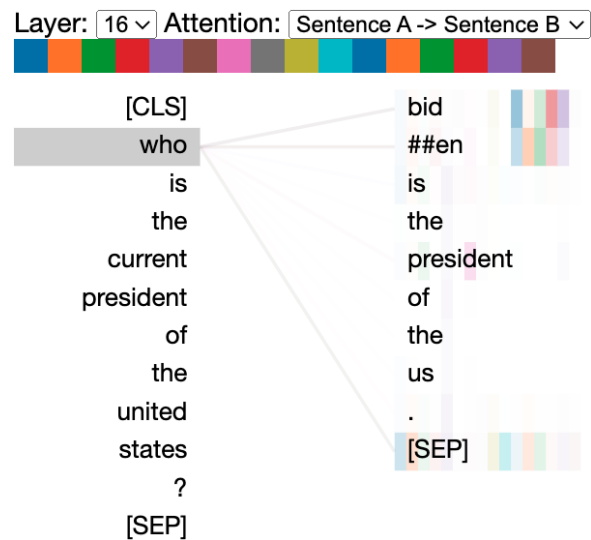 Layer: 16 Attention: Sentence A -> Sentence B
[CLS] bid
who ##en
is is
the the
current president
president of
of the
the us
united .
states [SEP]
?
[SEP]